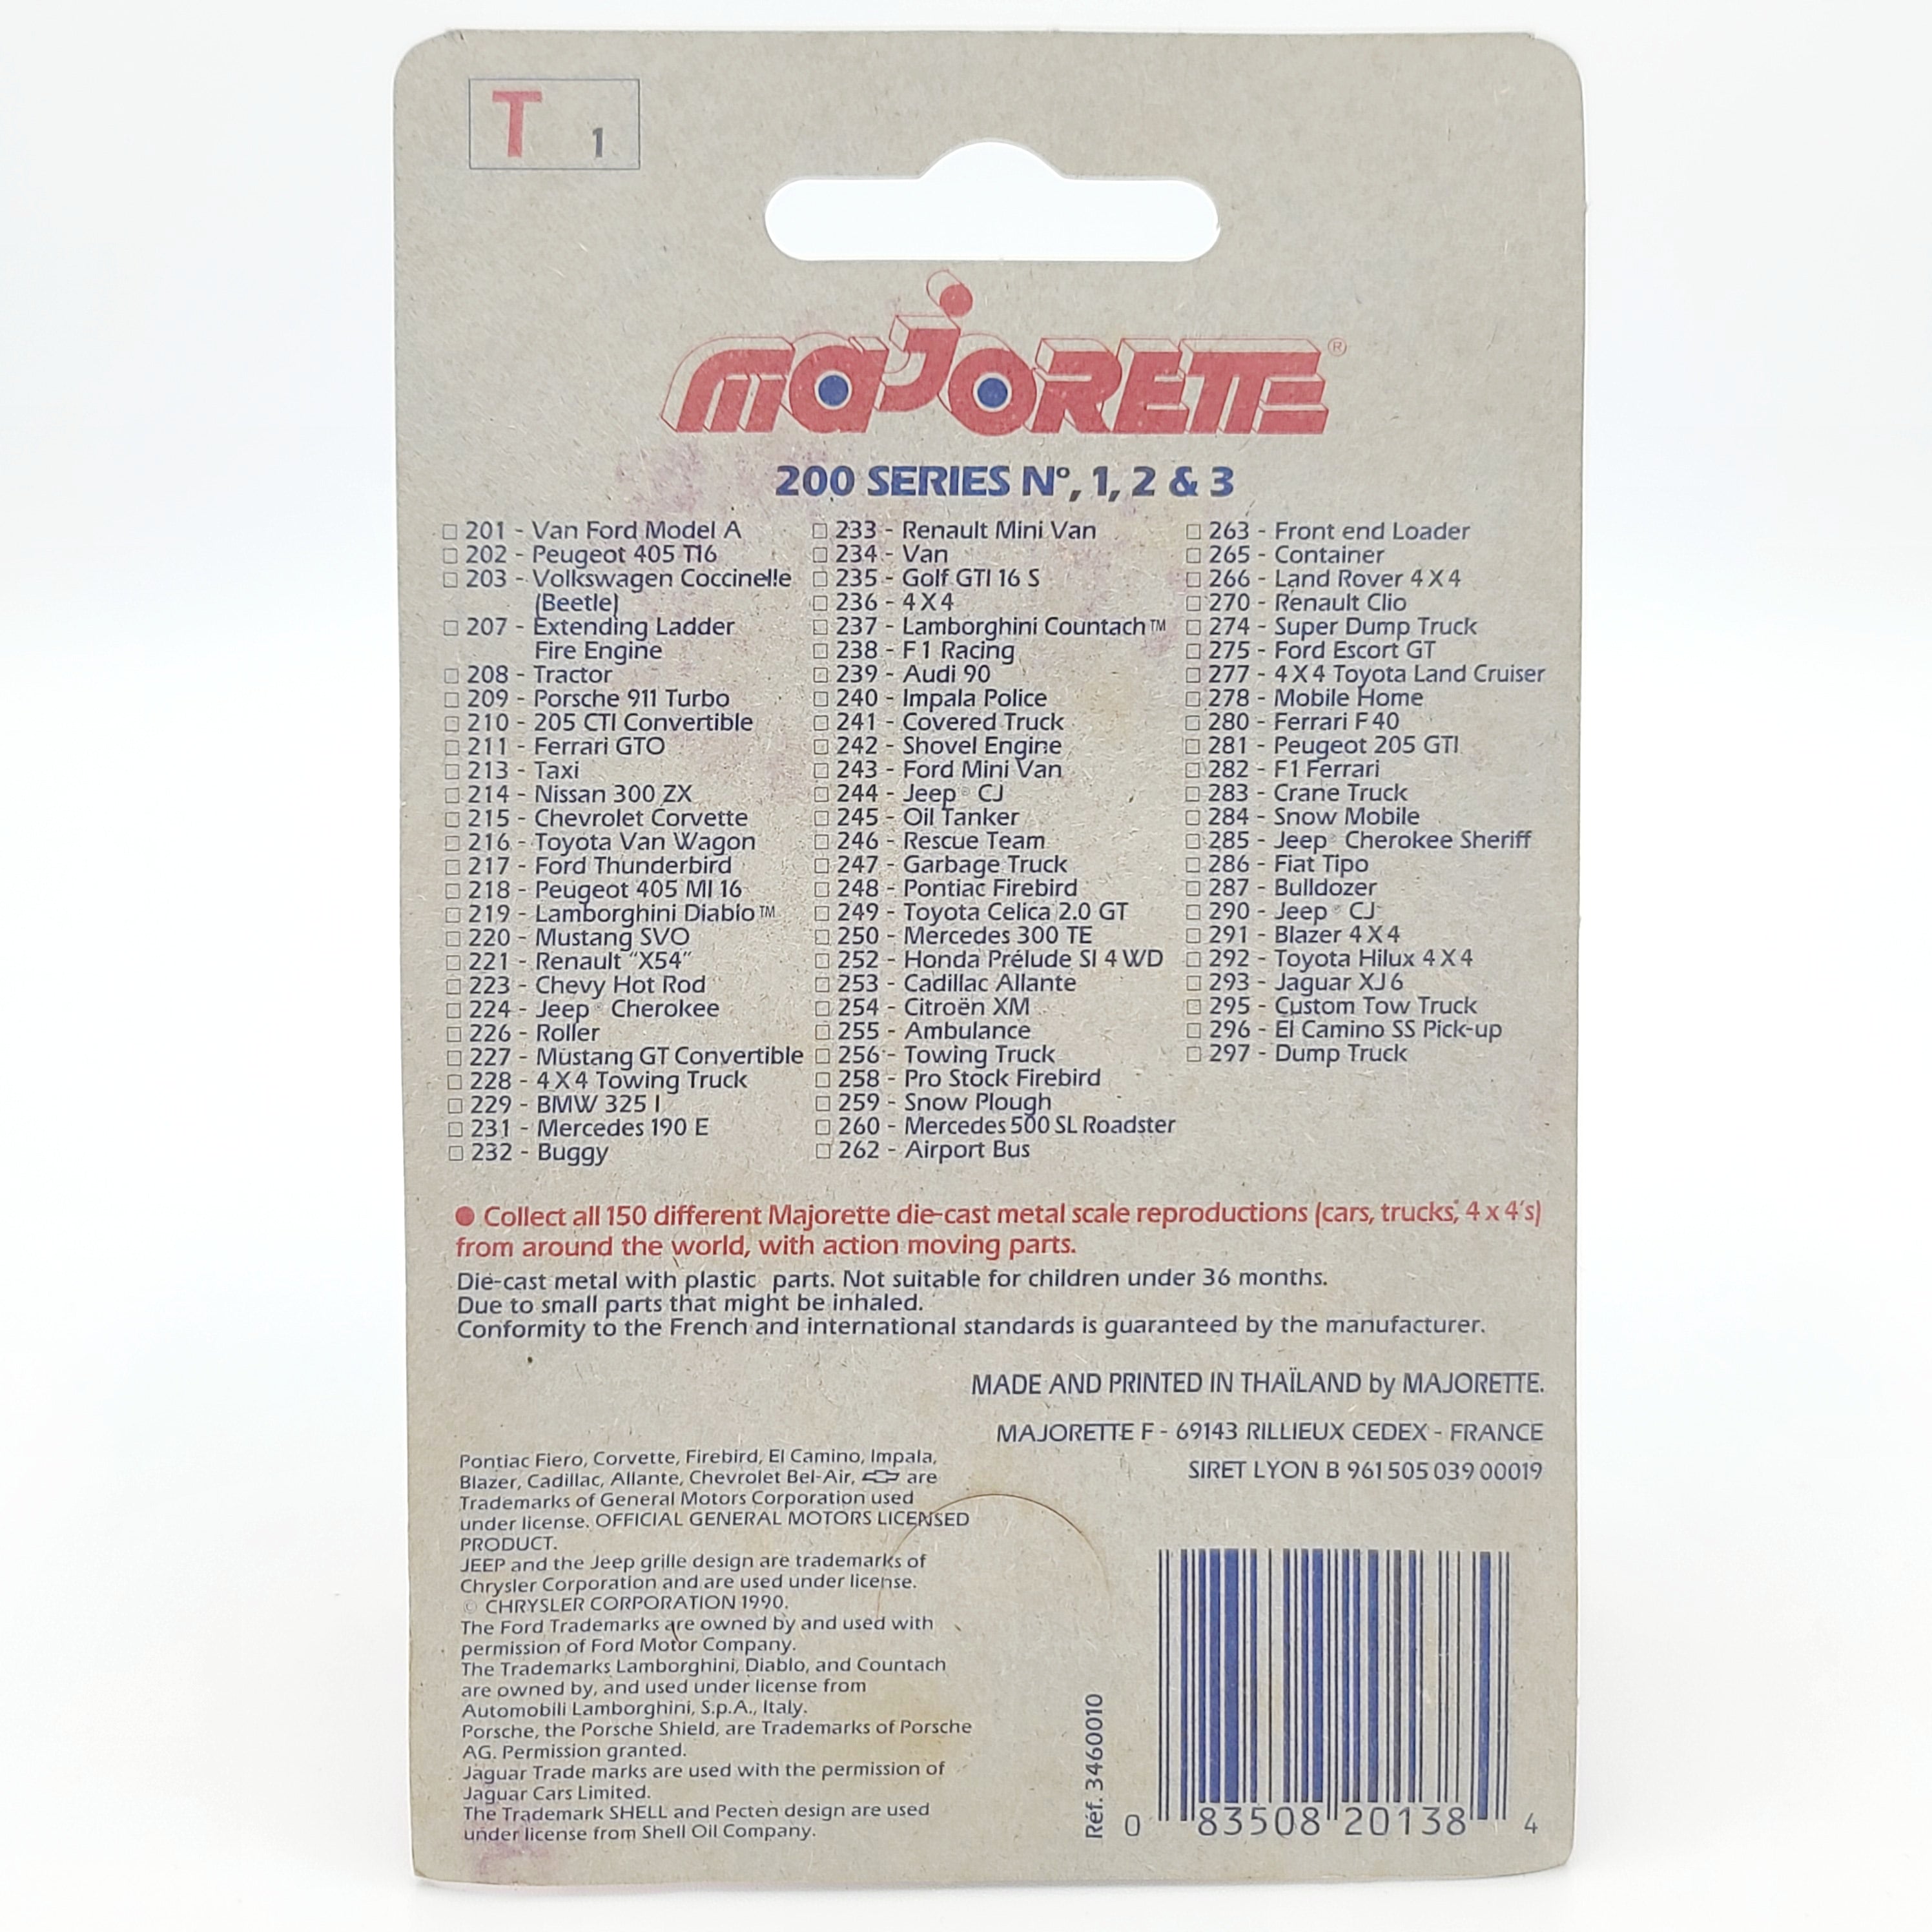 T 1
MAJORETTE ®
200 SERIES N°, 1, 2 & 3
201 - Van Ford Model A
202 - Peugeot 405 T16
203 - Volkswagen Coccinelle
(Beetle)
207 - Extending Ladder
Fire Engine
208 - Tractor
209 - Porsche 911 Turbo
210 - 205 CTI Convertible
211 - Ferrari GTO
213 - Taxi
214 - Nissan 300 ZX
215 - Chevrolet Corvette
216 - Toyota Van Wagon
217 - Ford Thunderbird
218 - Peugeot 405 MI 16
219 - Lamborghini Diablo™
220 - Mustang SVO
221 - Renault "X54"
223 - Chevy Hot Rod
224 - Jeep® Cherokee
226 - Roller
227 - Mustang GT Convertible
228 - 4 X 4 Towing Truck
229 - BMW 325 I
231 - Mercedes 190 E
232 - Buggy
233 - Renault Mini Van
234 - Van
235 - Golf GTI 16 S
236 - 4 X 4
237 - Lamborghini Countach™
238 - F1 Racing
239 - Audi 90
240 - Impala Police
241 - Covered Truck
242 - Shovel Engine
243 - Ford Mini Van
244 - Jeep® CJ
245 - Oil Tanker
246 - Rescue Team
247 - Garbage Truck
248 - Pontiac Firebird
249 - Toyota Celica 2.0 GT
250 - Mercedes 300 TE
252 - Honda Prélude SI 4 WD
253 - Cadillac Allante
254 - Citroën XM
255 - Ambulance
256 - Towing Truck
258 - Pro Stock Firebird
259 - Snow Plough
260 - Mercedes 500 SL Roadster
262 - Airport Bus
263 - Front end Loader
265 - Container
266 - Land Rover 4 X 4
270 - Renault Clio
274 - Super Dump Truck
275 - Ford Escort GT
277 - 4 X 4 Toyota Land Cruiser
278 - Mobile Home
280 - Ferrari F 40
281 - Peugeot 205 GTI
282 - F1 Ferrari
283 - Crane Truck
284 - Snow Mobile
285 - Jeep® Cherokee Sheriff
286 - Fiat Tipo
287 - Bulldozer
290 - Jeep® CJ
291 - Blazer 4 X 4
292 - Toyota Hilux 4 X 4
293 - Jaguar XJ6
295 - Custom Tow Truck
296 - El Camino SS Pick-up
297 - Dump Truck
● Collect all 150 different Majorette die-cast metal scale reproductions (cars, trucks, 4 x 4's)
from around the world, with action moving parts.
Die-cast metal with plastic parts. Not suitable for children under 36 months.
Due to small parts that might be inhaled.
Conformity to the French and international standards is guaranteed by the manufacturer.
MADE AND PRINTED IN THAÏLAND by MAJORETTE.
MAJORETTE F - 69143 RILLIEUX CEDEX - FRANCE
SIRET LYON B 961 505 039 00019
Pontiac Fiero, Corvette, Firebird, El Camino, Impala,
Blazer, Cadillac, Allante, Chevrolet Bel-Air, are
Trademarks of General Motors Corporation used
under license. OFFICIAL GENERAL MOTORS LICENSED
PRODUCT.
JEEP and the Jeep grille design are trademarks of
Chrysler Corporation and are used under license.
© CHRYSLER CORPORATION 1990.
The Ford Trademarks are owned by and used with
permission of Ford Motor Company.
The Trademarks Lamborghini, Diablo, and Countach
are owned by, and used under license from
Automobili Lamborghini, S.p.A., Italy.
Porsche, the Porsche Shield, are Trademarks of Porsche
AG. Permission granted.
Jaguar Trade marks are used with the permission of
Jaguar Cars Limited.
The Trademark SHELL and Pecten design are used
under license from Shell Oil Company.
Réf. 3460010
0 83508 20138 4